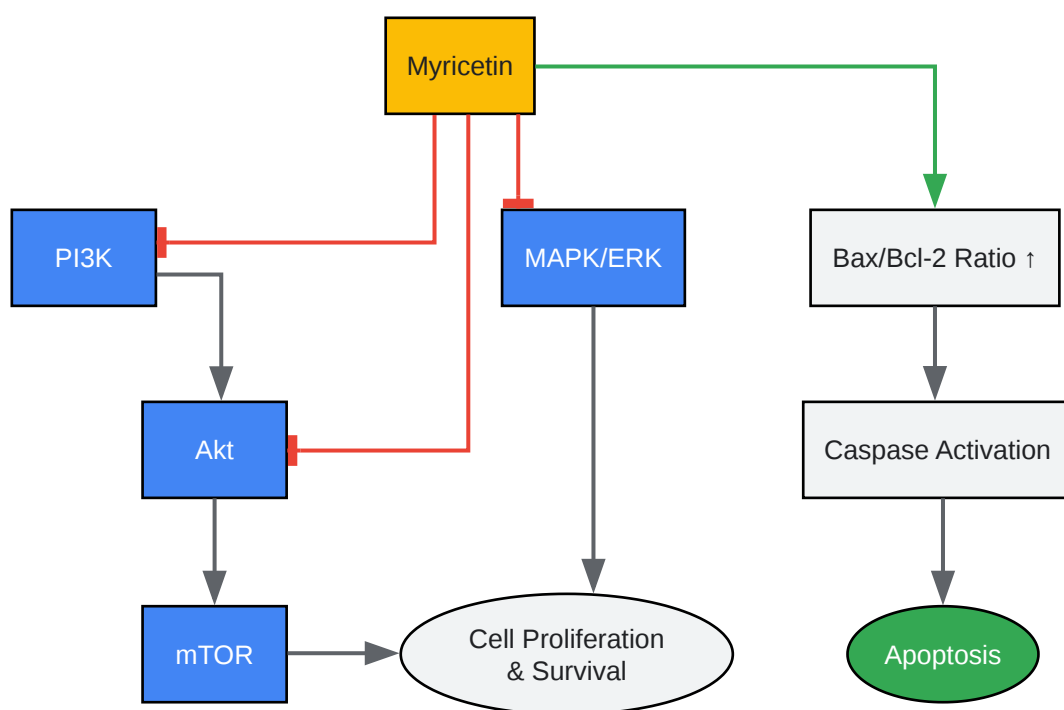 Myricetin
PI3K
MAPK/ERK
Bax/Bcl-2 Ratio ↑
Akt
Caspase Activation
mTOR
Cell Proliferation
& Survival
Apoptosis